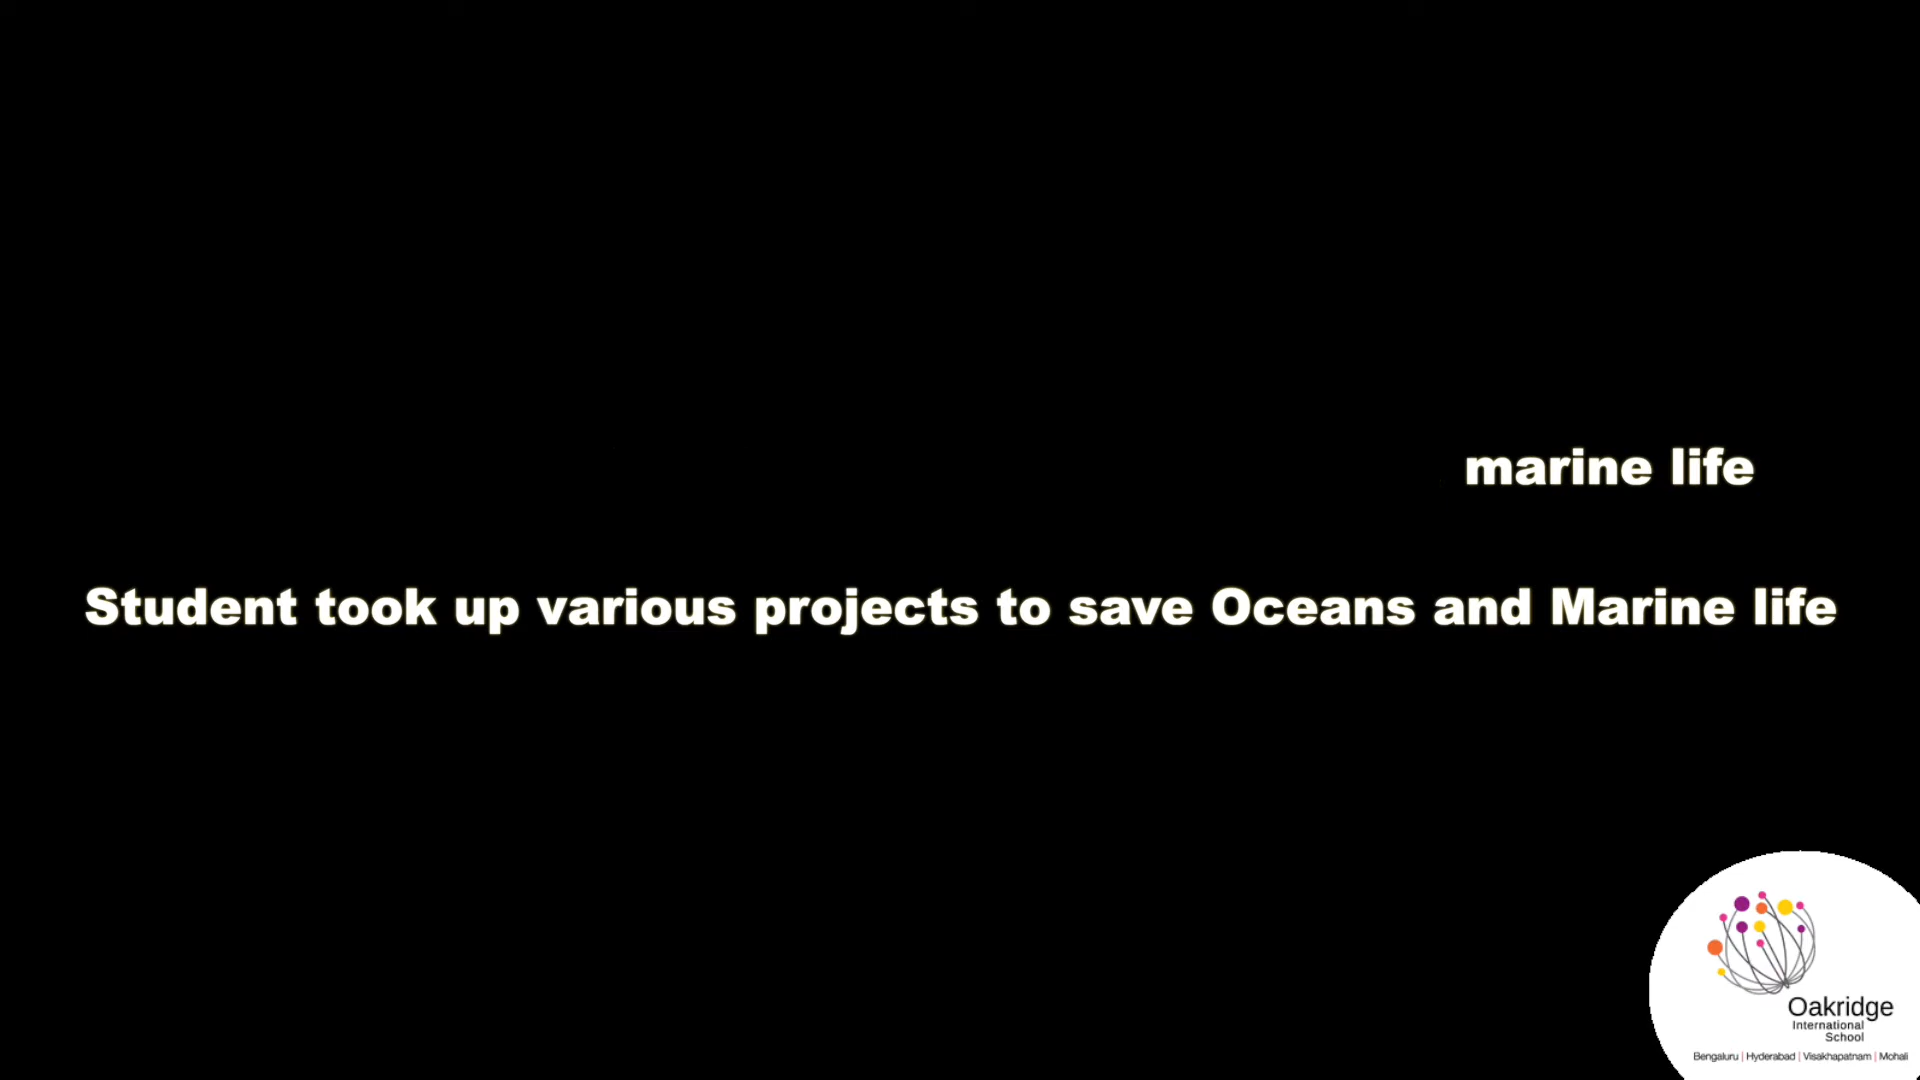 marine life
Student took up various projects to save Oceans and Marine life
Oakridge
International
School
Bengaluru | Hyderabad | Visakhapatnam | Mohali